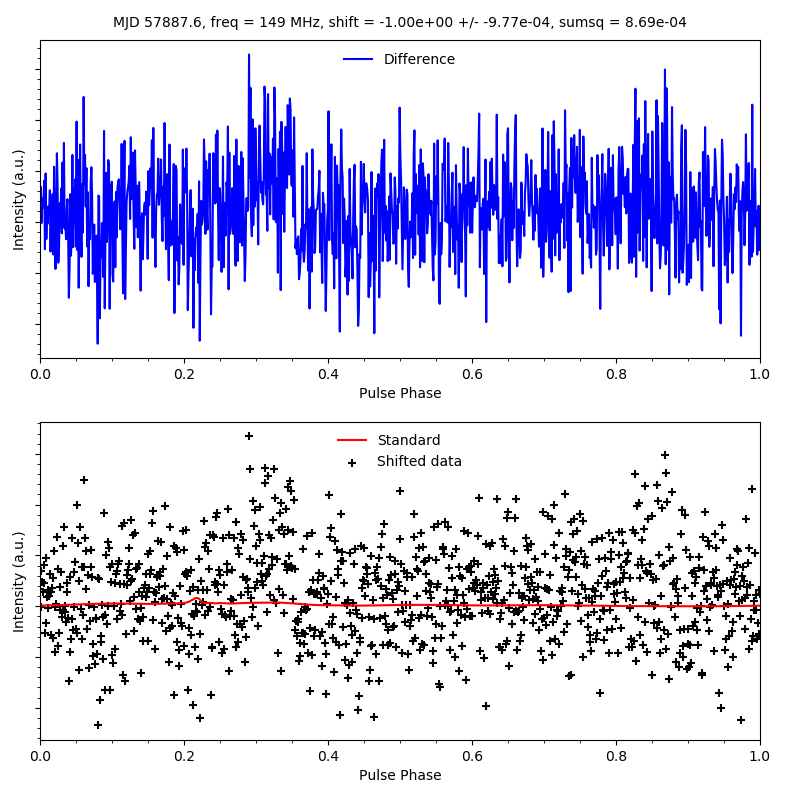 MJD 57887.6, freq = 149 MHz, shift = -1.00e+00 +/- -9.77e-04, sumsq = 8.69e-04
Difference
Intensity (a.u.)
0.0 0.2 0.4 0.6 0.8 1.0
Pulse Phase
Standard
Shifted data
Intensity (a.u.)
0.0 0.2 0.4 0.6 0.8 1.0
Pulse Phase